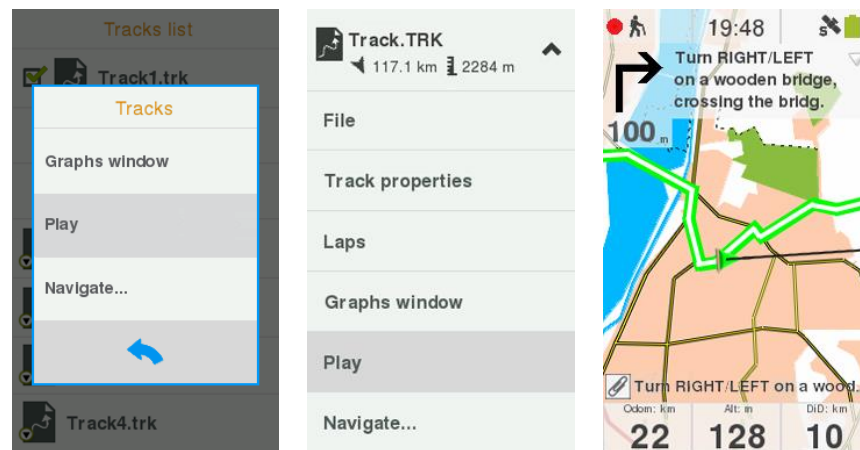 Tracks list
Track1.trk
Tracks
Graphs window
Play
Navigate...
Track4.trk
Track.TRK
117.1 km 2284 m
File
Track properties
Laps
Graphs window
Play
Navigate...
19:48
S
Turn RIGHT/LEFT
on a wooden bridge,
crossing the bridg.
100 m
Turn RIGHT/LEFT on a wood.
Odom: km
Alt: m
DiD: km
22
128
10